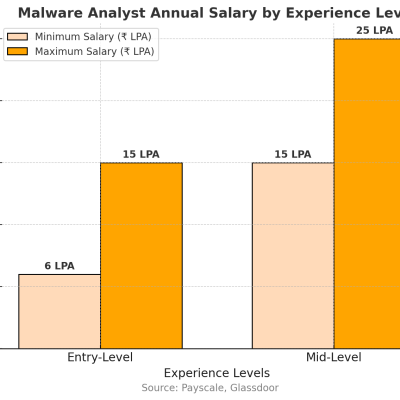 Malware Analyst Annual Salary by Experience Lev
Minimum Salary (₹ LPA)
Maximum Salary (₹ LPA)
25 LPA
15 LPA
15 LPA
6 LPA
Entry-Level
Mid-Level
Experience Levels
Source: Payscale, Glassdoor